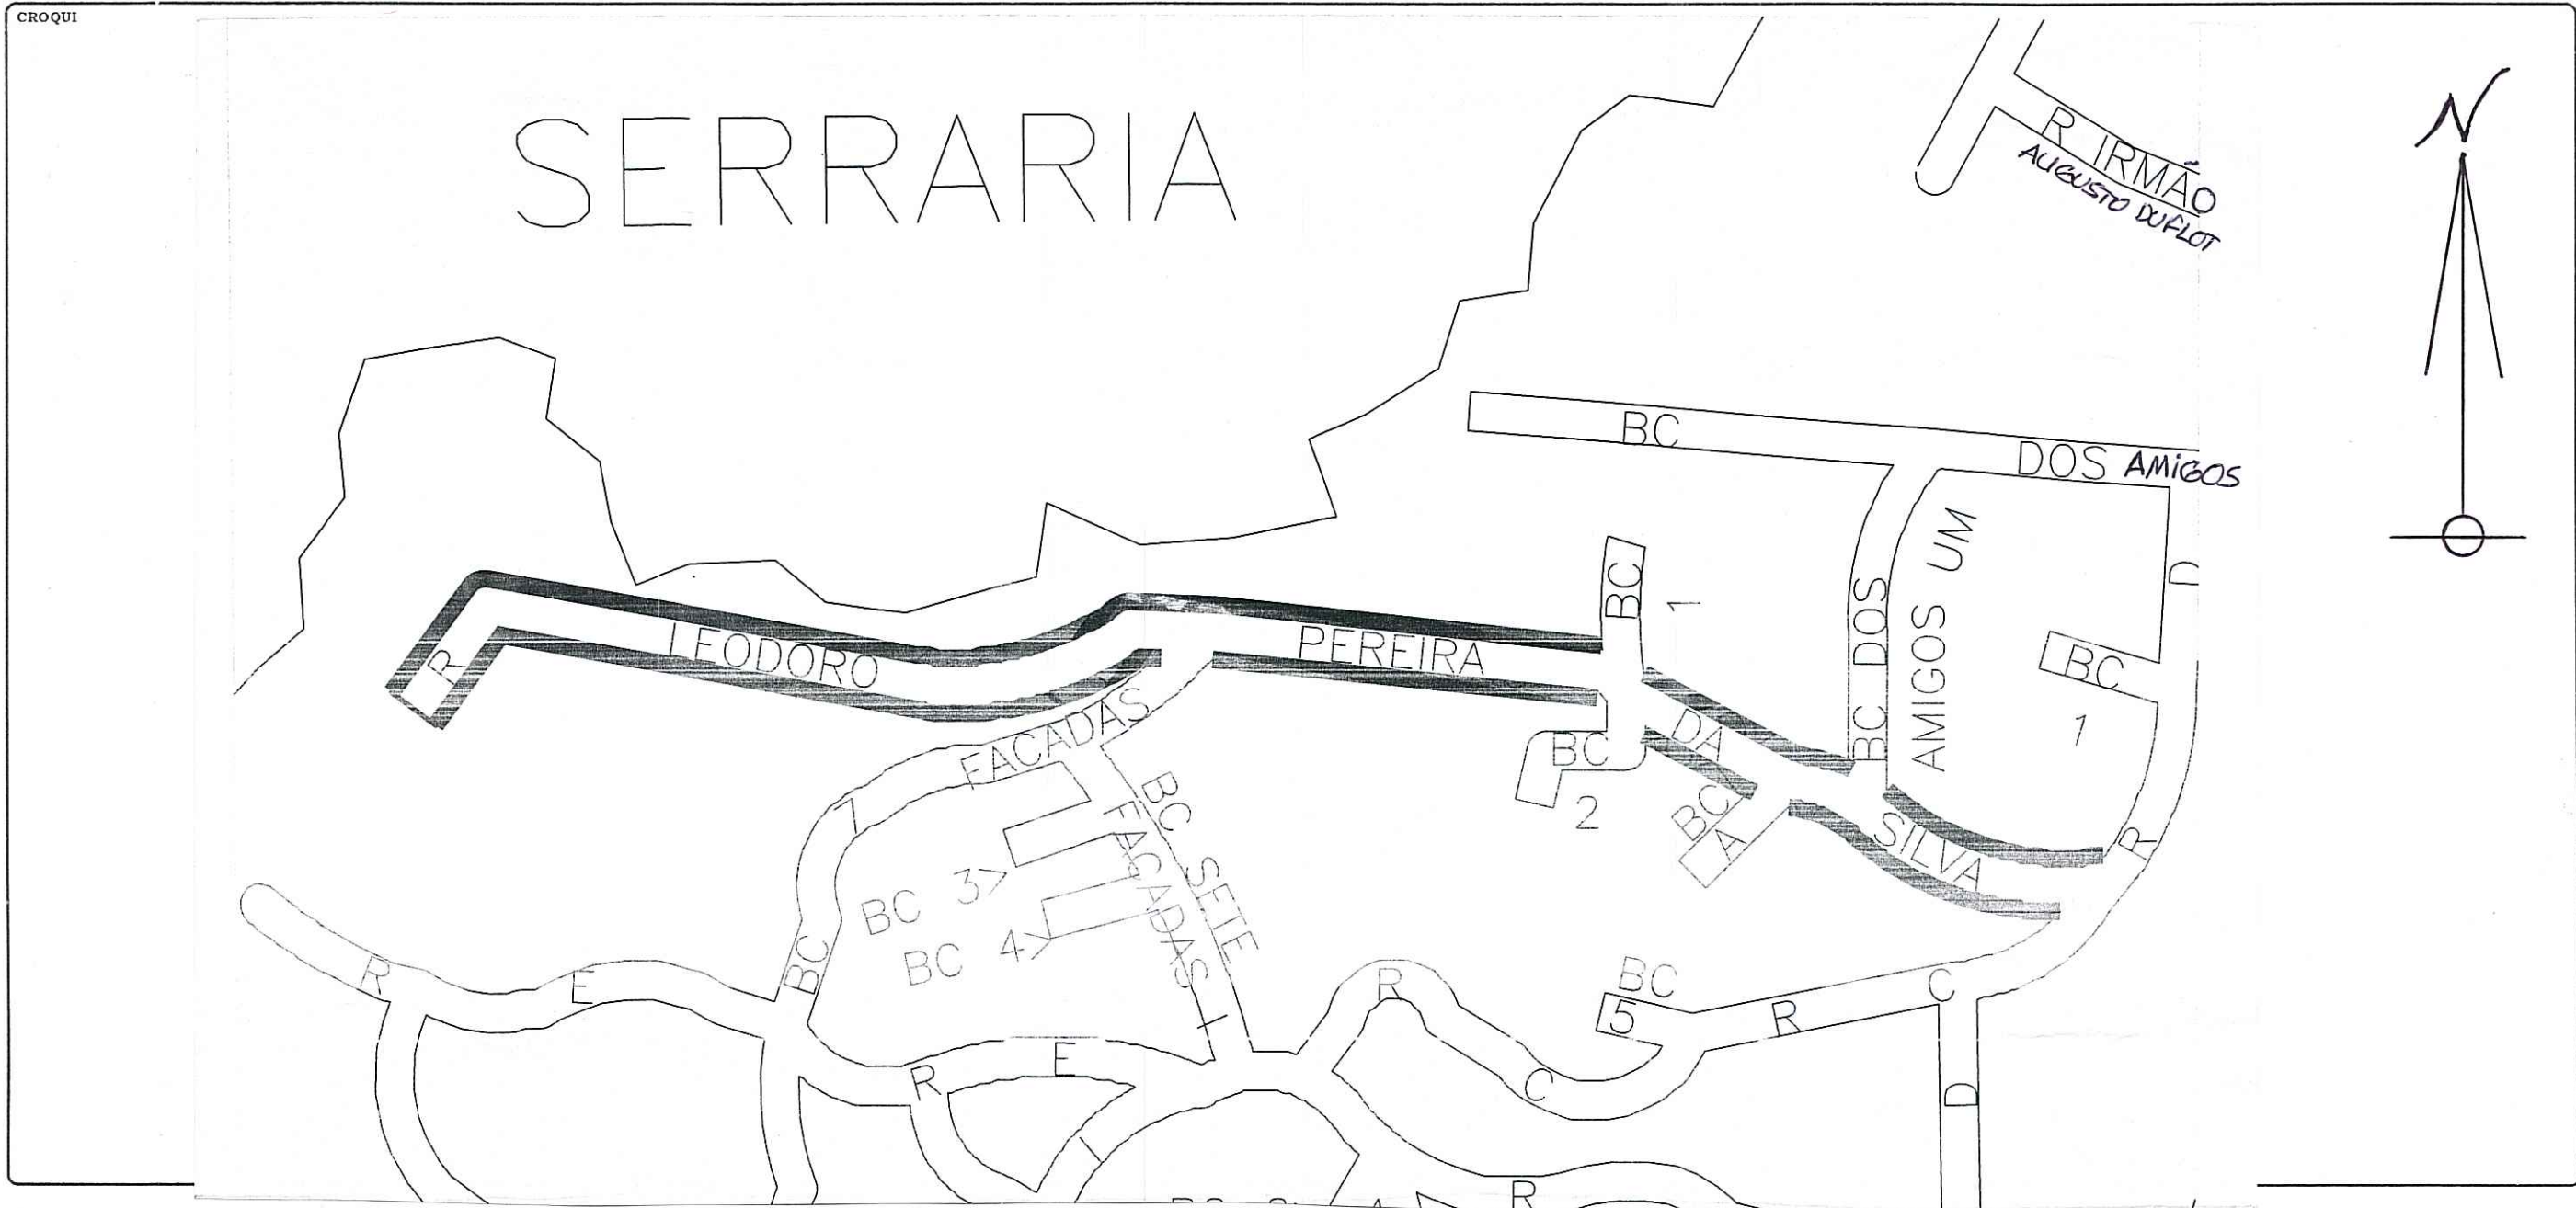 CROQUI
SERRARIA
N
R IRMÃO
AUGUSTO DUFLOT
BC DOS AMIGOS
BC 1
BC DOS
AMIGOS UM
D
BC
1
R LEODORO PEREIRA DA SILVA
BC
2
BC
A
BC 7 FACADAS
BC SETE
FACADAS I
BC 3>
BC 4>
R
R E
R E
I
R C
BC
5
R C
D
R